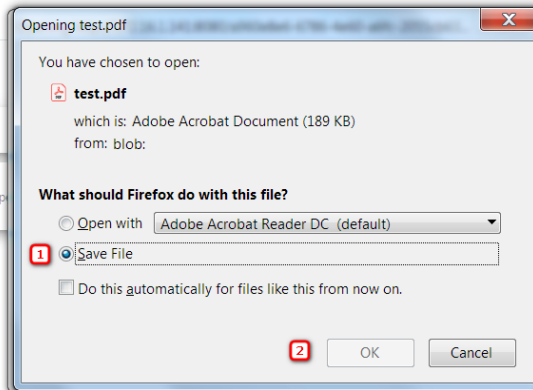 Opening test.pdf
You have chosen to open:
test.pdf
which is: Adobe Acrobat Document (189 KB)
from: blob:
What should Firefox do with this file?
Open with Adobe Acrobat Reader DC (default)
1 Save File
Do this automatically for files like this from now on.
2 OK Cancel